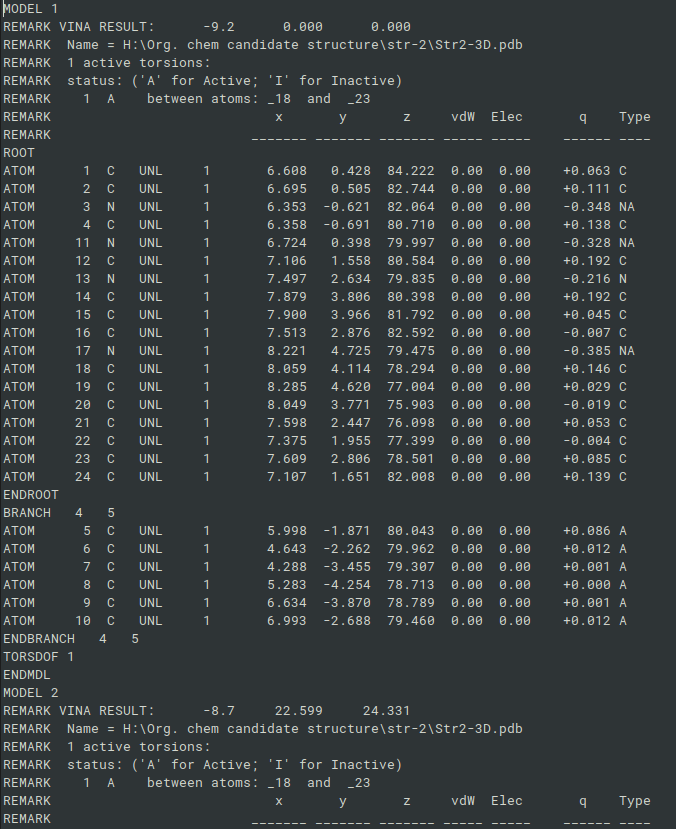 MODEL 1
REMARK VINA RESULT:      -9.2      0.000      0.000
REMARK  Name = H:\Org. chem candidate structure\str-2\Str2-3D.pdb
REMARK  1 active torsions:
REMARK  status: ('A' for Active; 'I' for Inactive)
REMARK    1  A    between atoms: _18  and  _23
REMARK                            x       y       z     vdW  Elec       q    Type
REMARK                         _______ _______ _______ _____ _____    ______ ____
ROOT
ATOM      1  C   UNL     1       6.608   0.428  84.222  0.00  0.00    +0.063 C
ATOM      2  C   UNL     1       6.695   0.505  82.744  0.00  0.00    +0.111 C
ATOM      3  N   UNL     1       6.353  -0.621  82.064  0.00  0.00    -0.348 NA
ATOM      4  C   UNL     1       6.358  -0.691  80.710  0.00  0.00    +0.138 C
ATOM     11  N   UNL     1       6.724   0.398  79.997  0.00  0.00    -0.328 NA
ATOM     12  C   UNL     1       7.106   1.558  80.584  0.00  0.00    +0.192 C
ATOM     13  N   UNL     1       7.497   2.634  79.835  0.00  0.00    -0.216 N
ATOM     14  C   UNL     1       7.879   3.806  80.398  0.00  0.00    +0.192 C
ATOM     15  C   UNL     1       7.900   3.966  81.792  0.00  0.00    +0.045 C
ATOM     16  C   UNL     1       7.513   2.876  82.592  0.00  0.00    -0.007 C
ATOM     17  N   UNL     1       8.221   4.725  79.475  0.00  0.00    -0.385 NA
ATOM     18  C   UNL     1       8.059   4.114  78.294  0.00  0.00    +0.146 C
ATOM     19  C   UNL     1       8.285   4.620  77.004  0.00  0.00    +0.029 C
ATOM     20  C   UNL     1       8.049   3.771  75.903  0.00  0.00    -0.019 C
ATOM     21  C   UNL     1       7.598   2.447  76.098  0.00  0.00    +0.053 C
ATOM     22  C   UNL     1       7.375   1.955  77.399  0.00  0.00    -0.004 C
ATOM     23  C   UNL     1       7.609   2.806  78.501  0.00  0.00    +0.085 C
ATOM     24  C   UNL     1       7.107   1.651  82.008  0.00  0.00    +0.139 C
ENDROOT
BRANCH   4   5
ATOM      5  C   UNL     1       5.998  -1.871  80.043  0.00  0.00    +0.086 A
ATOM      6  C   UNL     1       4.643  -2.262  79.962  0.00  0.00    +0.012 A
ATOM      7  C   UNL     1       4.288  -3.455  79.307  0.00  0.00    +0.001 A
ATOM      8  C   UNL     1       5.283  -4.254  78.713  0.00  0.00    +0.000 A
ATOM      9  C   UNL     1       6.634  -3.870  78.789  0.00  0.00    +0.001 A
ATOM     10  C   UNL     1       6.993  -2.688  79.460  0.00  0.00    +0.012 A
ENDBRANCH   4   5
TORSDOF 1
ENDMDL
MODEL 2
REMARK VINA RESULT:      -8.7     22.599     24.331
REMARK  Name = H:\Org. chem candidate structure\str-2\Str2-3D.pdb
REMARK  1 active torsions:
REMARK  status: ('A' for Active; 'I' for Inactive)
REMARK    1  A    between atoms: _18  and  _23
REMARK                            x       y       z     vdW  Elec       q    Type
REMARK                         _______ _______ _______ _____ _____    ______ ____